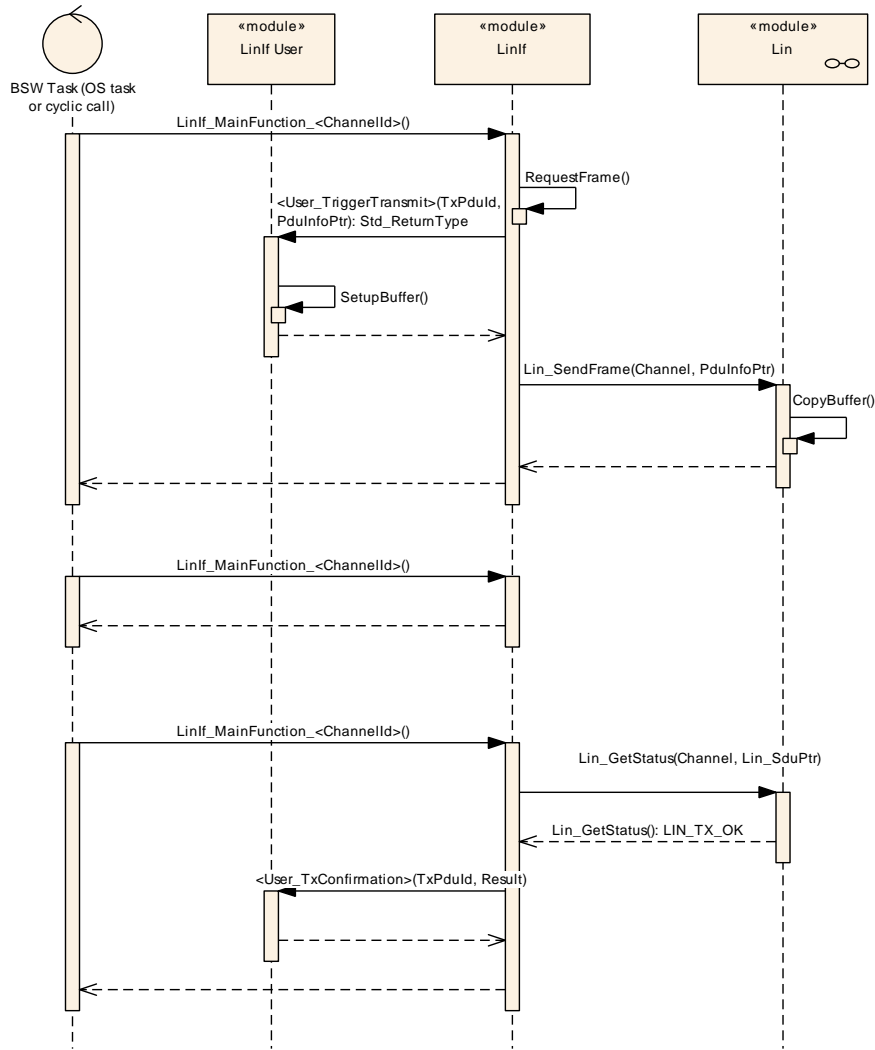 «module»
LinIf User
«module»
LinIf
«module»
Lin
BSW Task (OS task
or cyclic call)
LinIf_MainFunction_<ChannelId>()
RequestFrame()
<User_TriggerTransmit>(TxPduId,
PduInfoPtr): Std_ReturnType
SetupBuffer()
Lin_SendFrame(Channel, PduInfoPtr)
CopyBuffer()
LinIf_MainFunction_<ChannelId>()
LinIf_MainFunction_<ChannelId>()
Lin_GetStatus(Channel, Lin_SduPtr)
Lin_GetStatus(): LIN_TX_OK
<User_TxConfirmation>(TxPduId, Result)